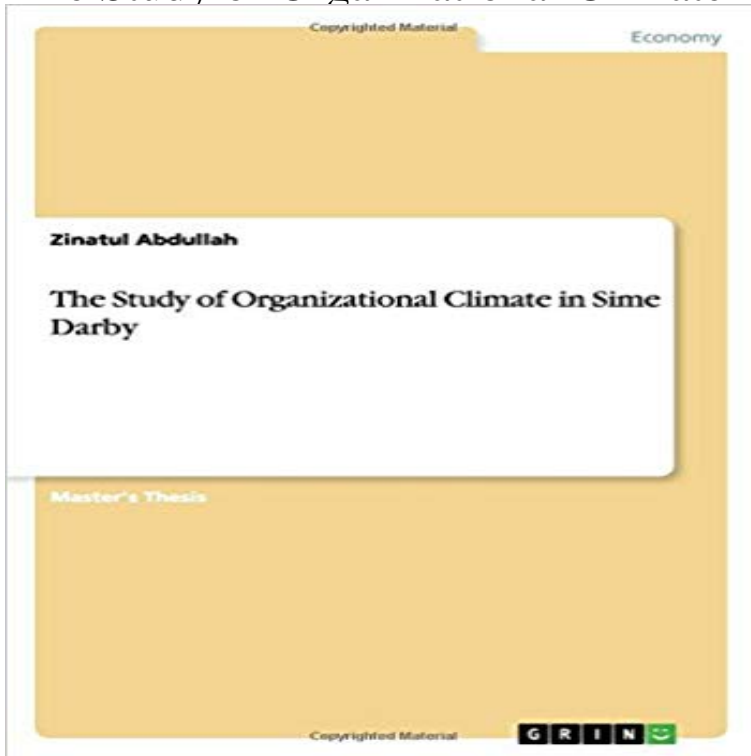 Copyrighted Material
Economy
Zinatul Abdullah
The Study of Organizational Climate in Sime
Darby
Master's Thesis
Copyrighted Material
GRIN